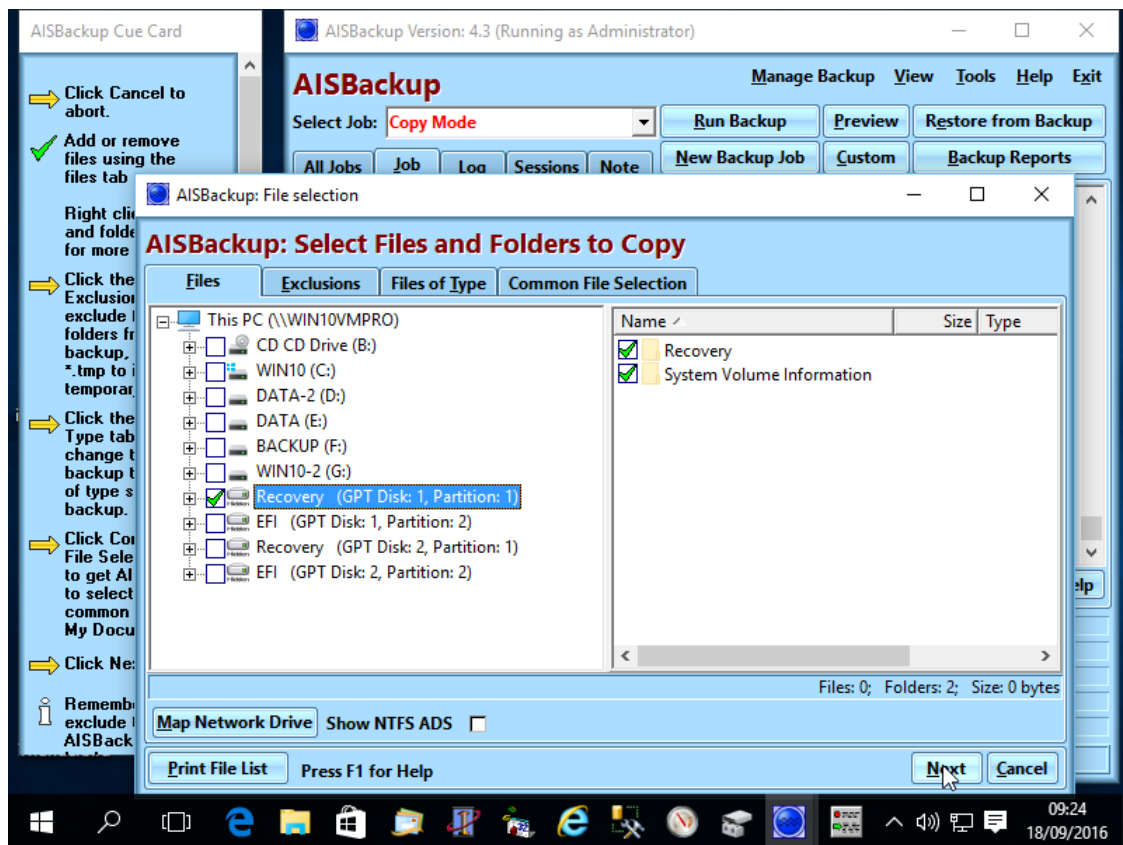 AISBackup Cue Card
Click Cancel to
abort.
Add or remove
files using the
files tab
Right cli
and folde
for more
Click the
Exclusion
exclude
folders fr
backup,
*.tmp to i
temporar
Click the
Type tab
change t
backup t
of type s
backup.
Click Cor
File Sele
to get AI
to select
common
My Docu
Click Ne
Rememb
exclude
AISBack
AISBackup Version: 4.3 (Running as Administrator)
AISBackup
Manage Backup View Tools Help Exit
Select Job: Copy Mode
Run Backup Preview Restore from Backup
All Jobs Job Log Sessions Note
New Backup Job Custom Backup Reports
elp
AISBackup: File selection
AISBackup: Select Files and Folders to Copy
Files Exclusions Files of Type Common File Selection
This PC (\\WIN10VMPRO)
CD CD Drive (B:)
WIN10 (C:)
DATA-2 (D:)
DATA (E:)
BACKUP (F:)
WIN10-2 (G:)
Recovery (GPT Disk: 1, Partition: 1)
EFI (GPT Disk: 1, Partition: 2)
Recovery (GPT Disk: 2, Partition: 1)
EFI (GPT Disk: 2, Partition: 2)
Name Size Type
Recovery
System Volume Information
Files: 0; Folders: 2; Size: 0 bytes
Map Network Drive Show NTFS ADS
Print File List Press F1 for Help
Next Cancel
09:24
18/09/2016